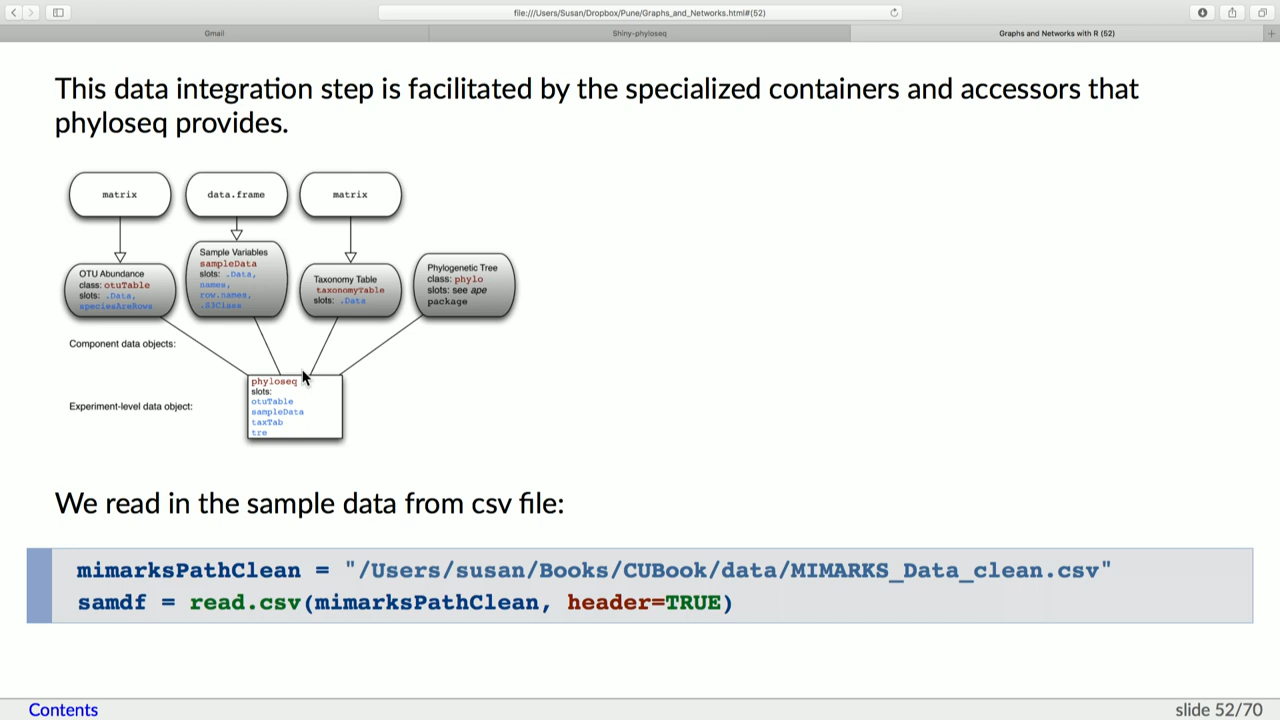 file:///Users/Susan/Dropbox/Pune/Graphs_and_Networks.html#(52)
Gmail
Shiny-phyloseq
Graphs and Networks with R (52)
This data integration step is facilitated by the specialized containers and accessors that
phyloseq provides.
matrix
data.frame
matrix
OTU Abundance
class: otuTable
slots: .Data,
speciesAreRows
Sample Variables
sampleData
slots: .Data,
names,
row.names,
.S3Class
Taxonomy Table
taxonomyTable
slots: .Data
Phylogenetic Tree
class: phylo
slots: see ape
package
Component data objects:
Experiment-level data object:
phyloseq
slots:
otuTable
sampleData
taxTab
tre
We read in the sample data from csv file:
mimarksPathClean = "/Users/susan/Books/CUBook/data/MIMARKS_Data_clean.csv"
samdf = read.csv(mimarksPathClean, header=TRUE)
Contents
slide 52/70